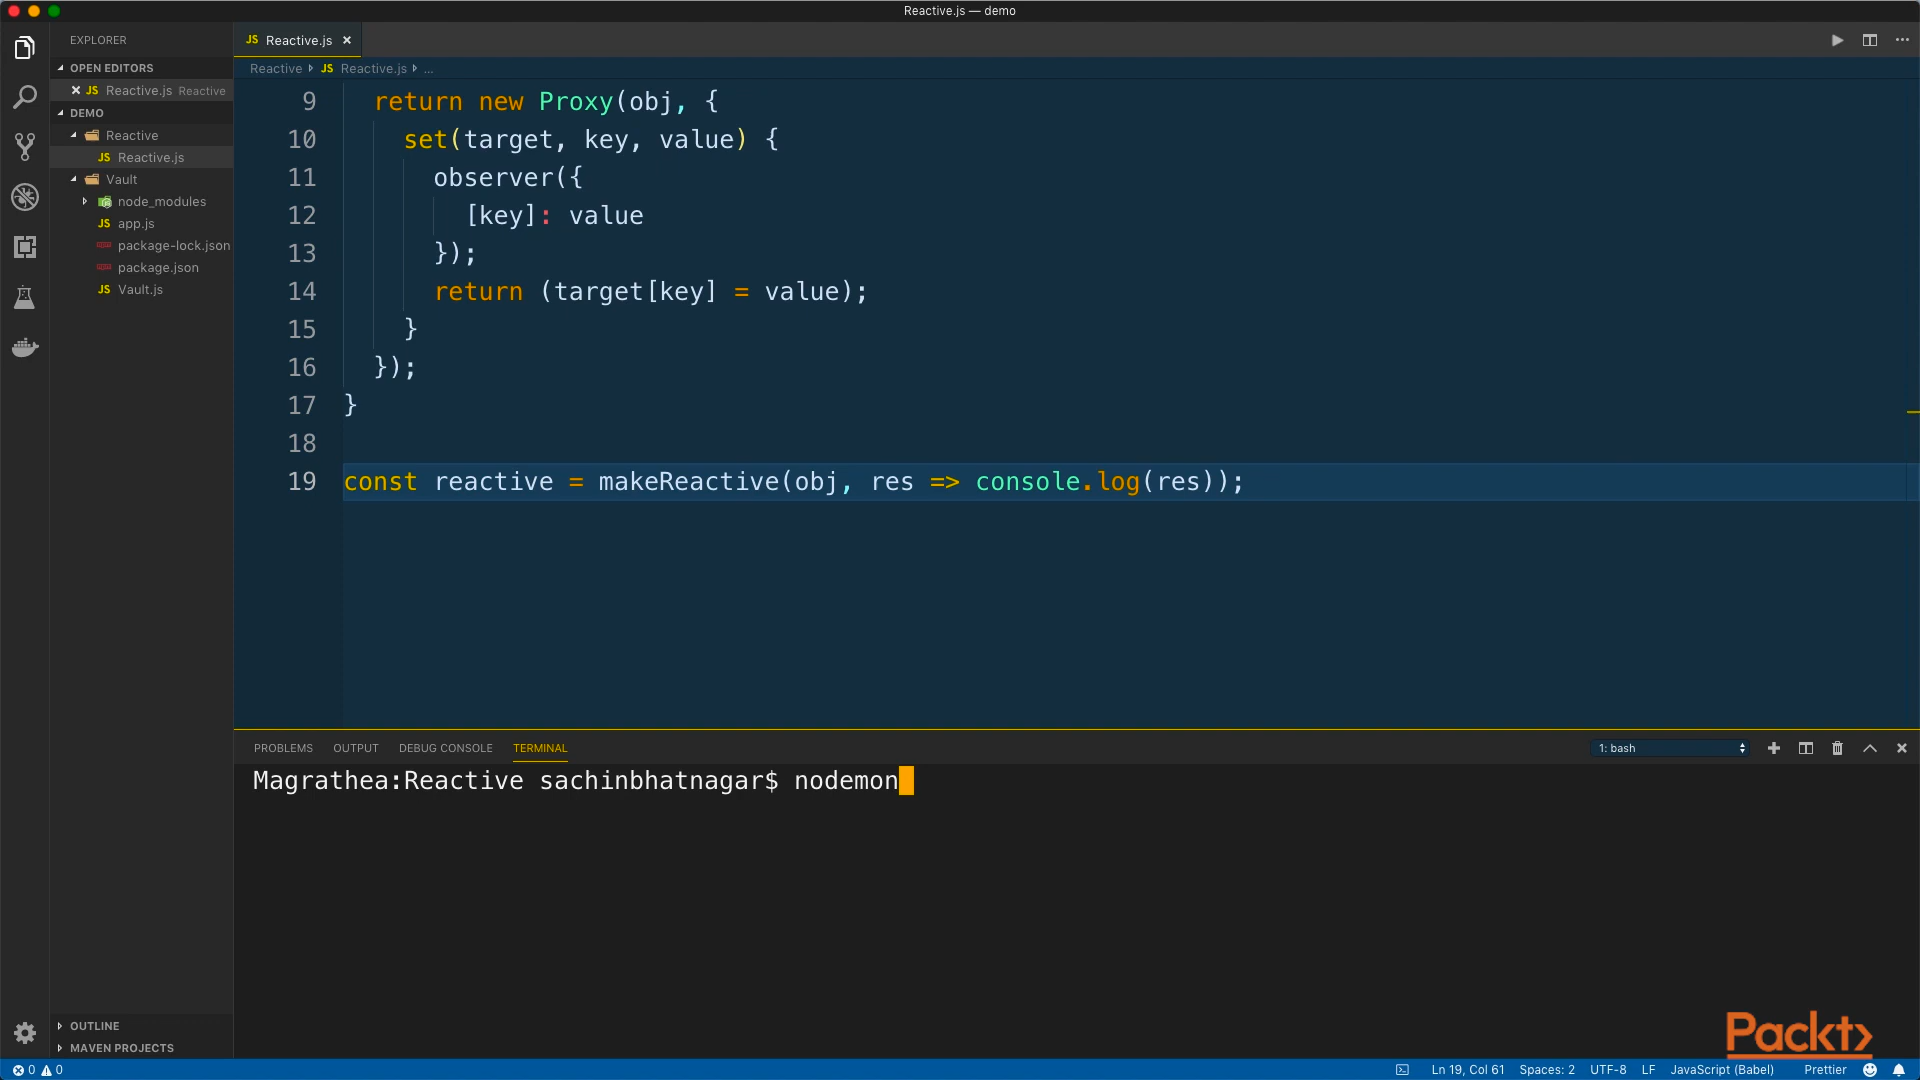 Reactive.js — demo
EXPLORER
OPEN EDITORS
JS Reactive.js Reactive
DEMO
Reactive
JS Reactive.js
Vault
node_modules
JS app.js
package-lock.json
package.json
JS Vault.js
OUTLINE
MAVEN PROJECTS
JS Reactive.js
Reactive JS Reactive.js ...
9 return new Proxy(obj, {
10 set(target, key, value) {
11 observer({
12 [key]: value
13 });
14 return (target[key] = value);
15 }
16 });
17 }
18
19 const reactive = makeReactive(obj, res => console.log(res));
PROBLEMS OUTPUT DEBUG CONSOLE TERMINAL 1: bash
Magrathea:Reactive sachinbhatnagar$ nodemon
Packt>
0 0 Ln 19, Col 61 Spaces: 2 UTF-8 LF JavaScript (Babel) Prettier